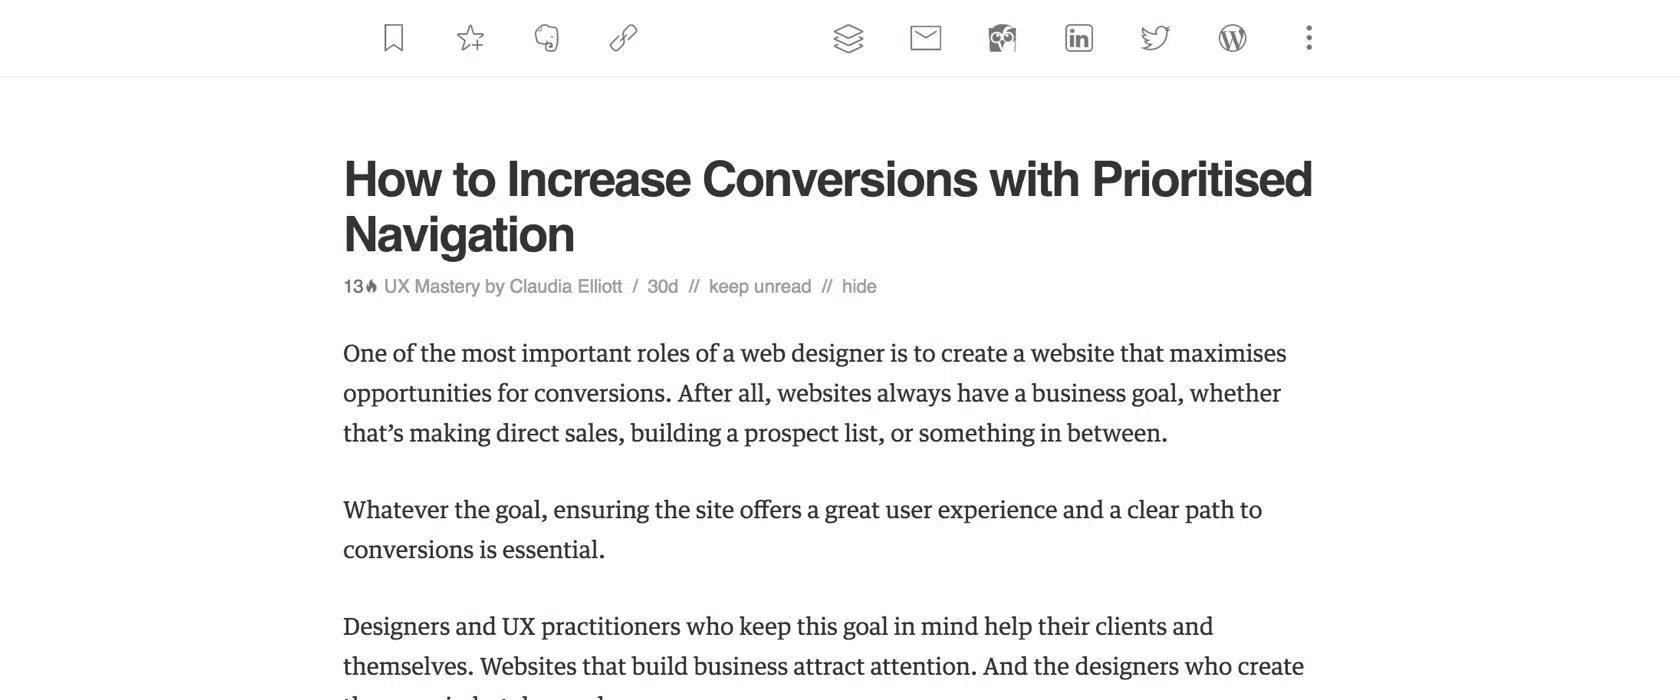 How to Increase Conversions with Prioritised
Navigation
13 UX Mastery by Claudia Elliott / 30d // keep unread // hide
One of the most important roles of a web designer is to create a website that maximises
opportunities for conversions. After all, websites always have a business goal, whether
that’s making direct sales, building a prospect list, or something in between.
Whatever the goal, ensuring the site offers a great user experience and a clear path to
conversions is essential.
Designers and UX practitioners who keep this goal in mind help their clients and
themselves. Websites that build business attract attention. And the designers who create